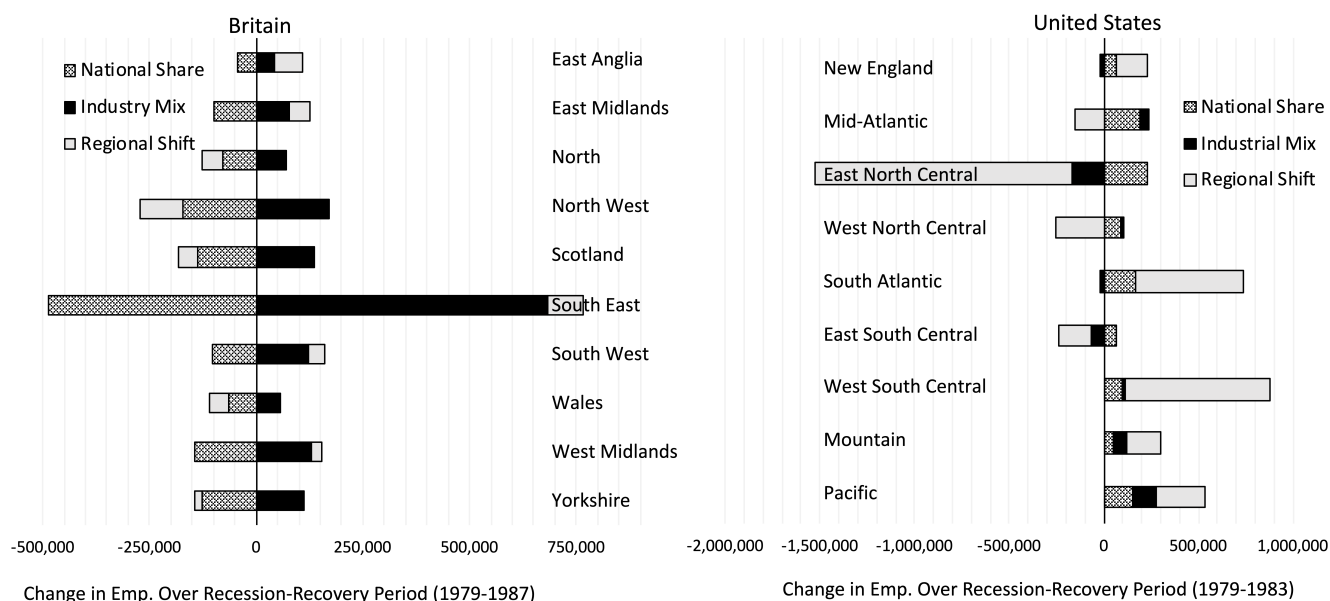 Britain
National Share
Industry Mix
Regional Shift
East Anglia
East Midlands
North
North West
Scotland
South East
South West
Wales
West Midlands
Yorkshire
-500,000 -250,000 0 250,000 500,000 750,000
Change in Emp. Over Recession-Recovery Period (1979-1987)
United States
New England
Mid-Atlantic
East North Central
West North Central
South Atlantic
East South Central
West South Central
Mountain
Pacific
National Share
Industrial Mix
Regional Shift
-2,000,000 -1,500,000 -1,000,000 -500,000 0 500,000 1,000,000
Change in Emp. Over Recession-Recovery Period (1979-1983)